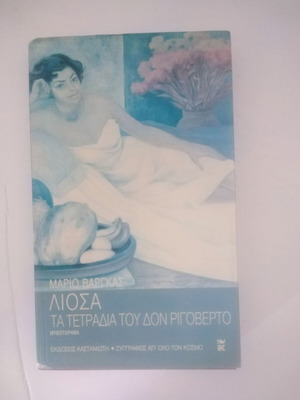 ΜΑΡΙΟ ΒΑΡΓΚΑΣ
ΛΙΟΣΑ
ΤΑ ΤΕΤΡΑΔΙΑ ΤΟΥ ΔΟΝ ΡΙΓΟΒΕΡΤΟ
ΜΥΘΙΣΤΟΡΗΜΑ
ΕΚΔΟΣΕΙΣ ΚΑΣΤΑΝΙΩΤΗ • ΣΥΓΓΡΑΦΕΙΣ ΑΠ' ΟΛΟ ΤΟΝ ΚΟΣΜΟ